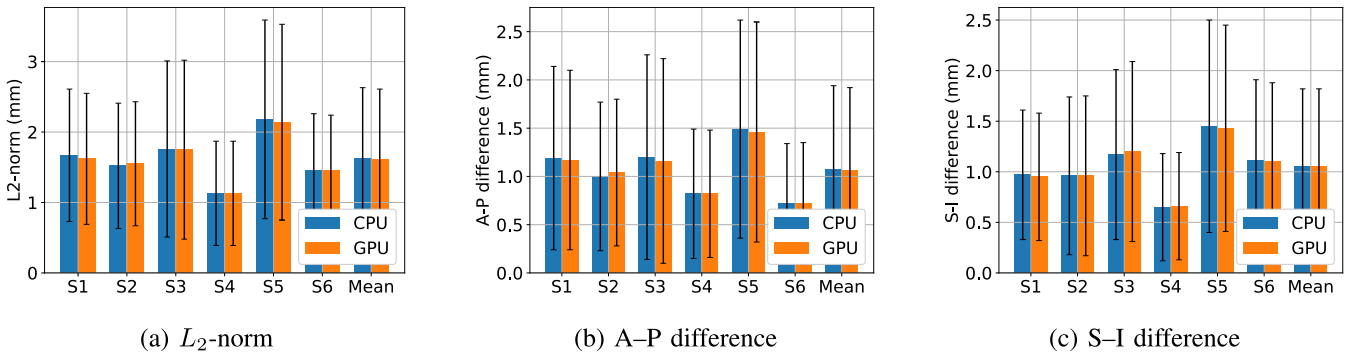 L2-norm (mm)
3
2
1
0
S1 S2 S3 S4 S5 S6 Mean
CPU
GPU
(a) L2-norm
A-P difference (mm)
2.5
2.0
1.5
1.0
0.5
0.0
S1 S2 S3 S4 S5 S6 Mean
CPU
GPU
(b) A–P difference
S-I difference (mm)
2.5
2.0
1.5
1.0
0.5
0.0
S1 S2 S3 S4 S5 S6 Mean
CPU
GPU
(c) S–I difference